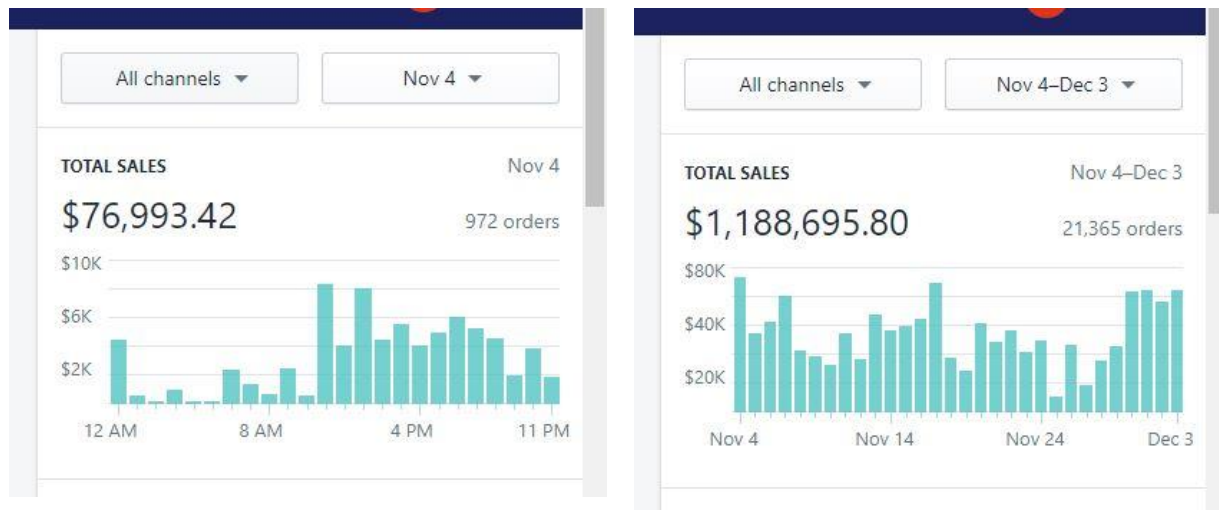 All channels
Nov 4
TOTAL SALES
Nov 4
$76,993.42
972 orders
$10K
$6K
$2K
12 AM
8 AM
4 PM
11 PM
All channels
Nov 4–Dec 3
TOTAL SALES
Nov 4–Dec 3
$1,188,695.80
21,365 orders
$80K
$40K
$20K
Nov 4
Nov 14
Nov 24
Dec 3